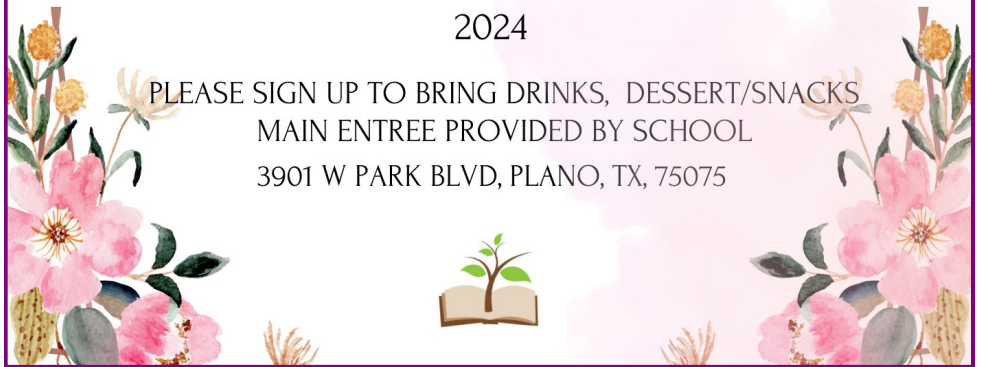 2024
PLEASE SIGN UP TO BRING DRINKS, DESSERT/SNACKS
MAIN ENTREE PROVIDED BY SCHOOL
3901 W PARK BLVD, PLANO, TX, 75075